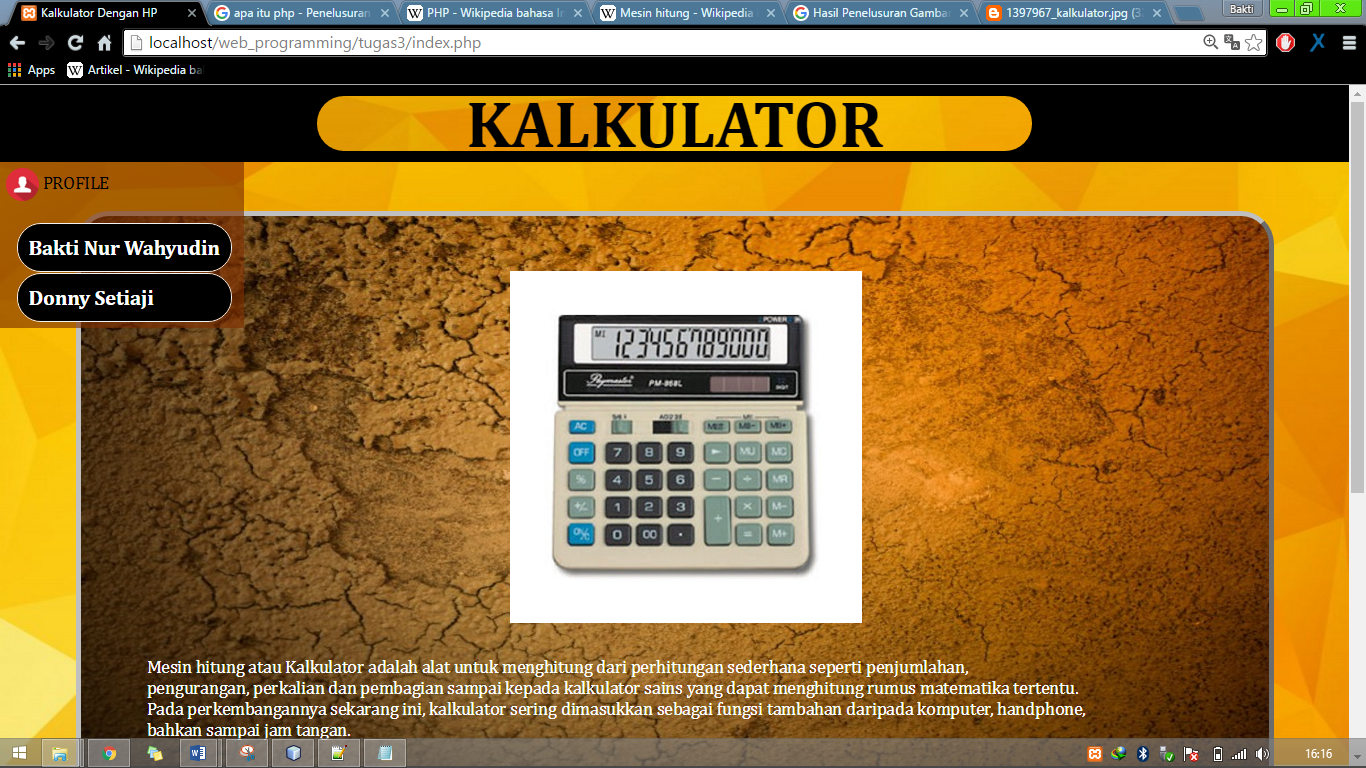 Kalkulator Dengan HP
apa itu php - Penelusuran
PHP - Wikipedia bahasa In
Mesin hitung - Wikipedia
Hasil Penelusuran Gamba
1397967_kalkulator.jpg (3
Bakti
localhost/web_programming/tugas3/index.php
Apps
Artikel - Wikipedia ba
KALKULATOR
PROFILE
Bakti Nur Wahyudin
Donny Setiaji
POWER
MI
123456789000
Paymaster PM-868L
AC
OFF 7 8 9 MU MC
% 4 5 6 − ÷ MR
+/- 1 2 3 + × M−
0 00 . = M+
Mesin hitung atau Kalkulator adalah alat untuk menghitung dari perhitungan sederhana seperti penjumlahan,
pengurangan, perkalian dan pembagian sampai kepada kalkulator sains yang dapat menghitung rumus matematika tertentu.
Pada perkembangannya sekarang ini, kalkulator sering dimasukkan sebagai fungsi tambahan daripada komputer, handphone,
bahkan sampai jam tangan.
16:16